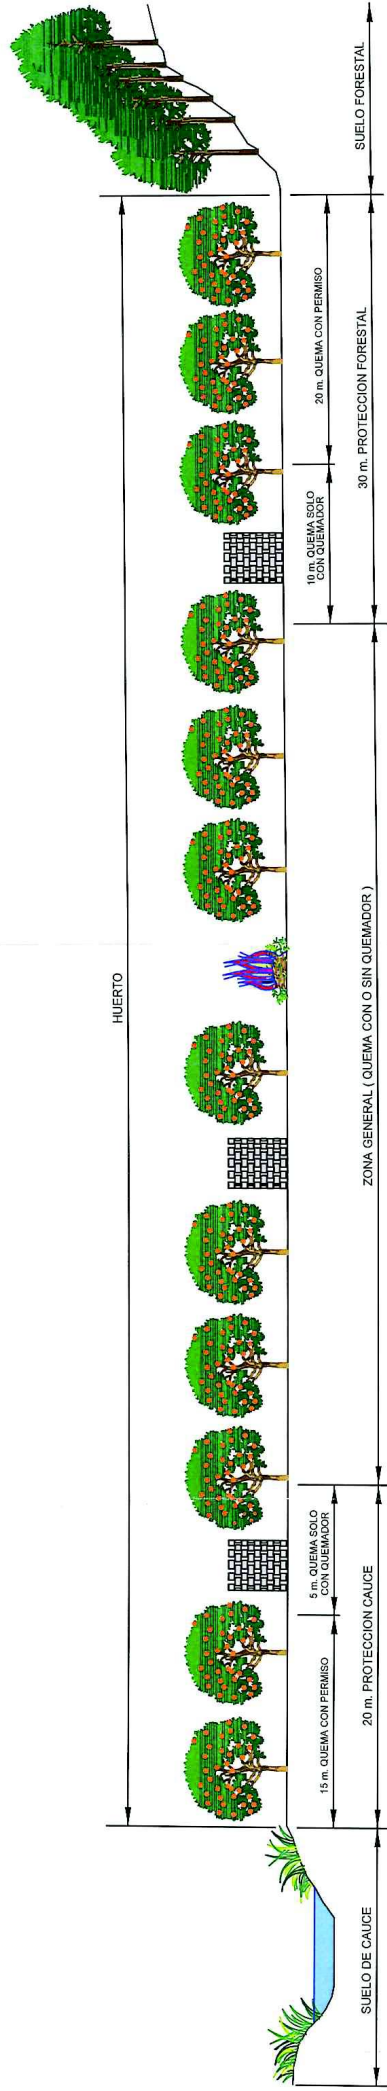 HUERTO
SUELO DE CAUCE
15 m. QUEMA CON PERMISO
5 m. QUEMA SOLO
CON QUEMADOR
20 m. PROTECCION CAUCE
ZONA GENERAL ( QUEMA CON O SIN QUEMADOR )
10 m. QUEMA SOLO
CON QUEMADOR
20 m. QUEMA CON PERMISO
30 m. PROTECCION FORESTAL
SUELO FORESTAL